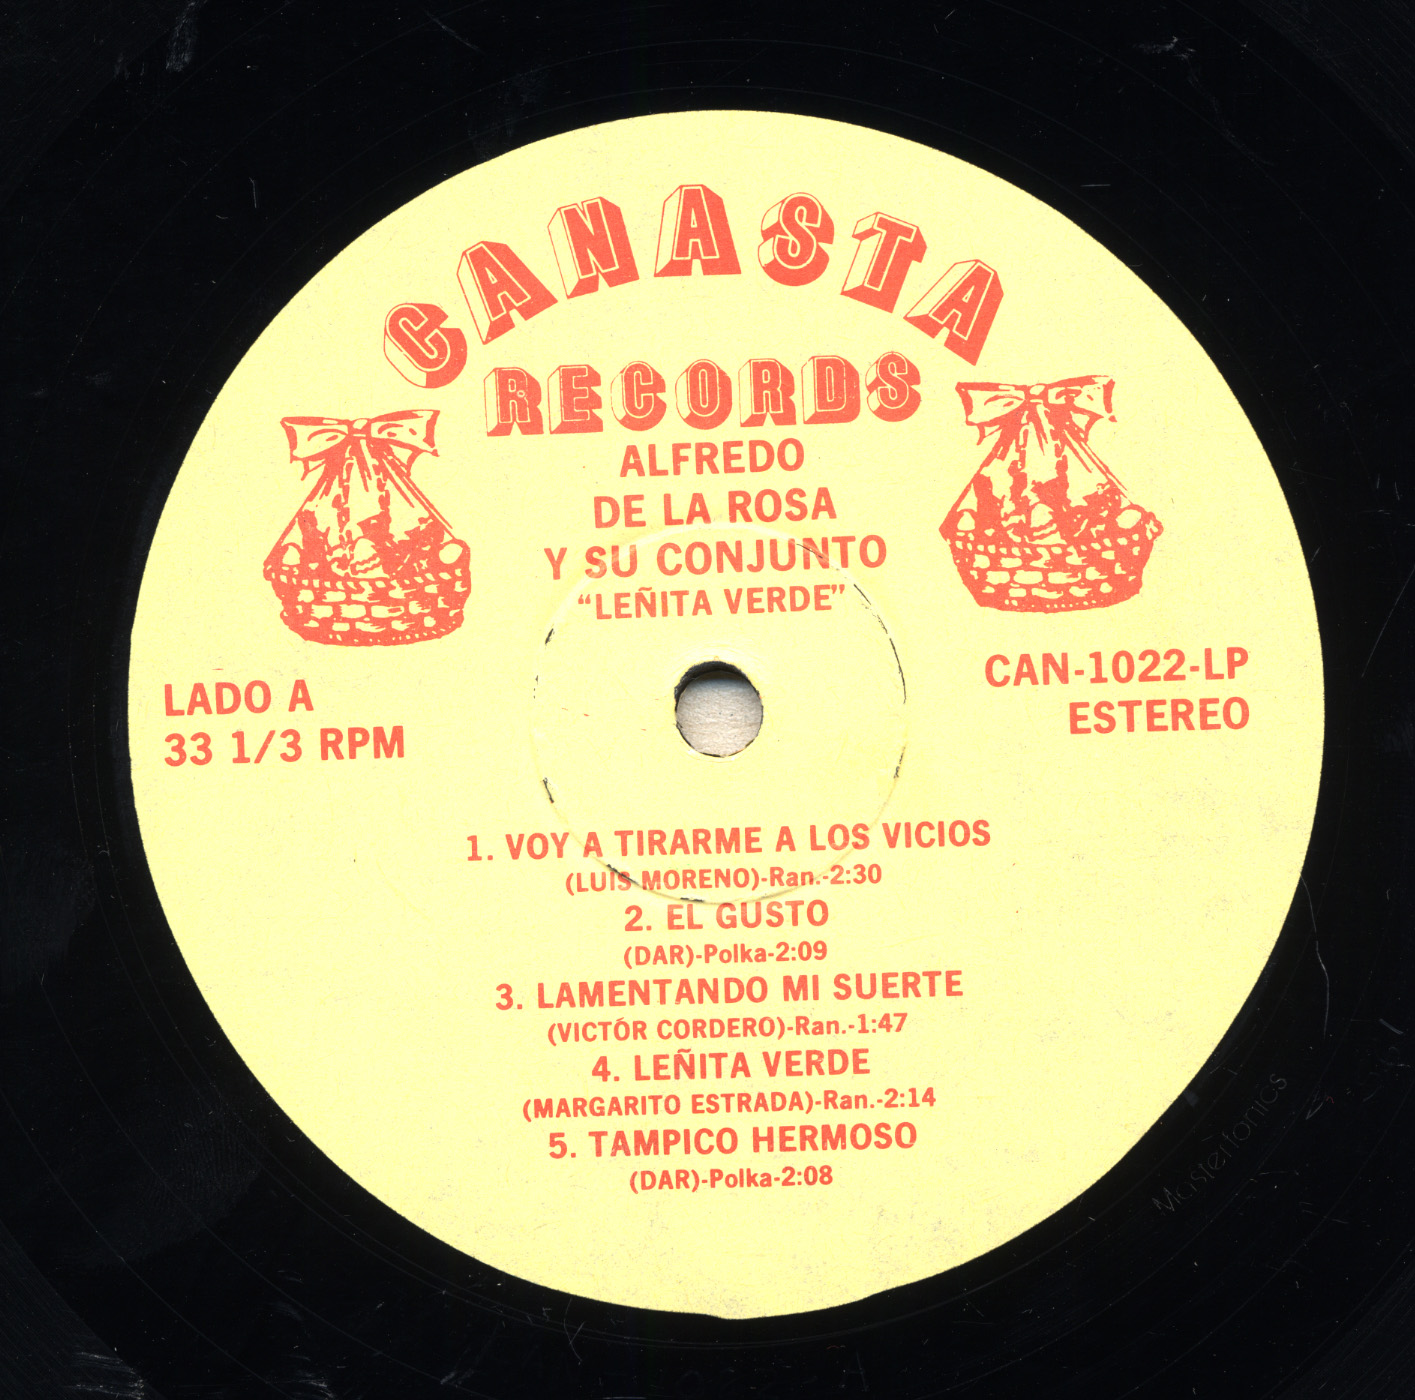 CANASTA
RECORDS
ALFREDO
DE LA ROSA
Y SU CONJUNTO
“LEÑITA VERDE”
LADO A
33 1/3 RPM
CAN-1022-LP
ESTEREO
1. VOY A TIRARME A LOS VICIOS
(LUIS MORENO)-Ran.-2:30
2. EL GUSTO
(DAR)-Polka-2:09
3. LAMENTANDO MI SUERTE
(VICTÓR CORDERO)-Ran.-1:47
4. LEÑITA VERDE
(MARGARITO ESTRADA)-Ran.-2:14
5. TAMPICO HERMOSO
(DAR)-Polka-2:08
Masterfonics